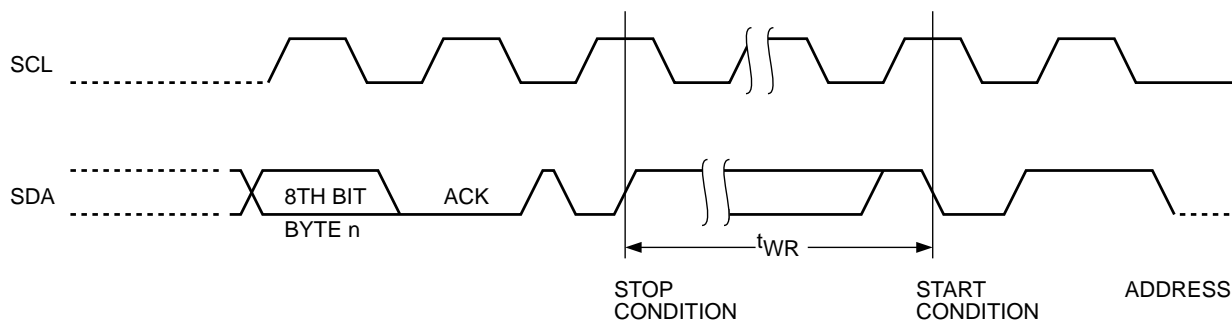 SCL
SDA
8TH BIT
ACK
BYTE n
tWR
STOP
CONDITION
START
CONDITION
ADDRESS